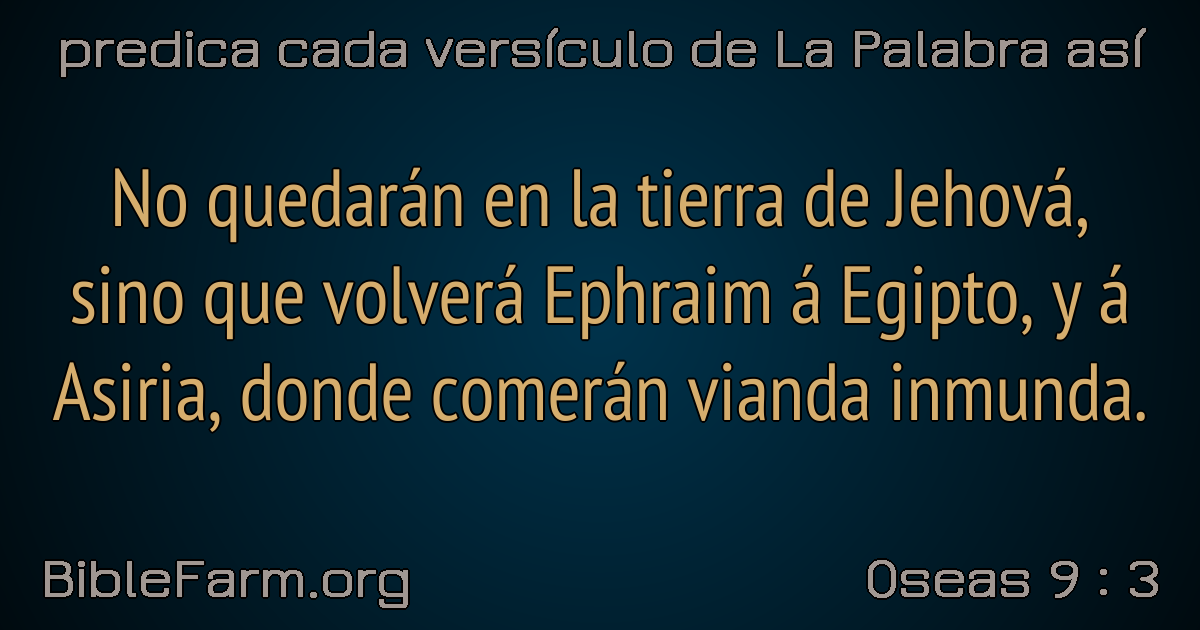 predica cada versículo de La Palabra así
No quedarán en la tierra de Jehová,
sino que volverá Ephraim á Egipto, y á
Asiria, donde comerán vianda inmunda.
BibleFarm.org
Oseas 9 : 3